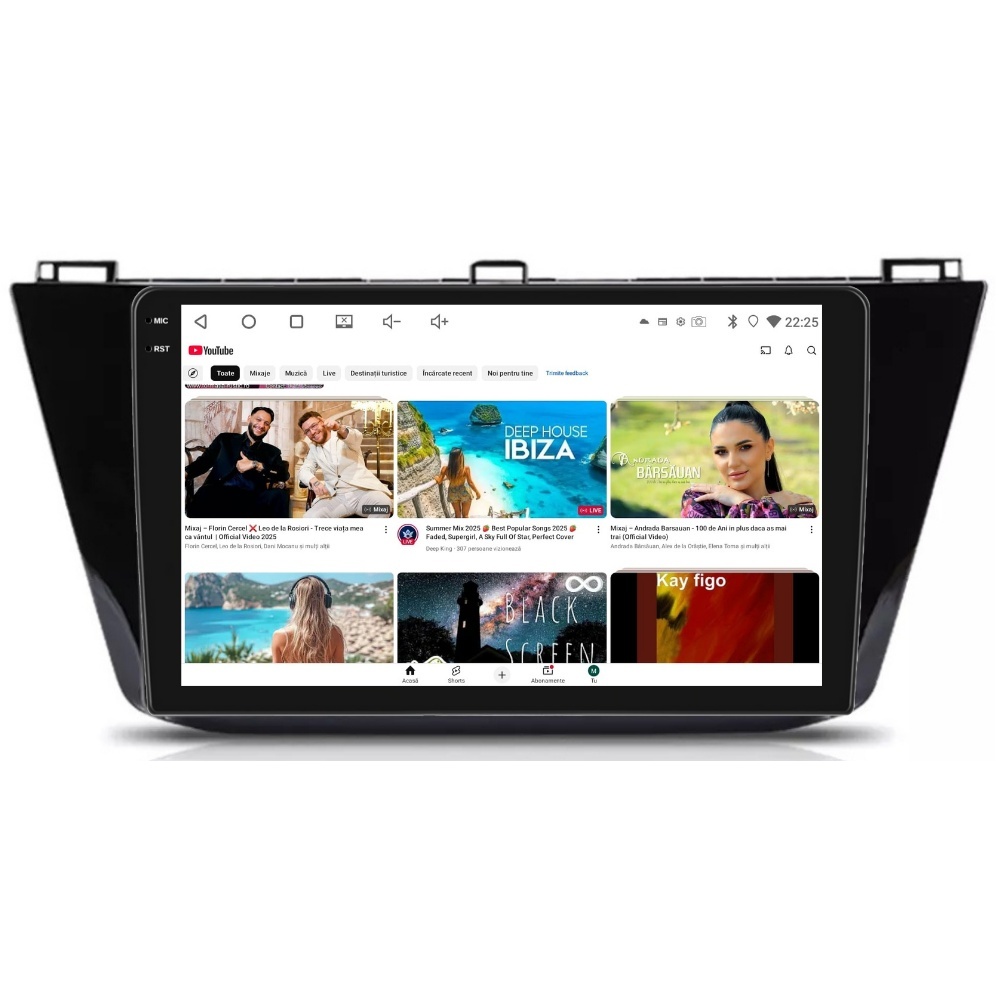 MIC
RST
22:25
YouTube
Toate
Mixaje
Muzică
Live
Destinații turistice
Încărcate recent
Noi pentru tine
Trimite feedback
Mixaj
DEEP HOUSE
IBIZA
LIVE
BÂRSĂUAN
Mixaj
Mixaj – Florin Cercel ❌ Leo de la Rosiori - Trece viața mea
ca vântul | Official Video 2025
Florin Cercel, Leo de la Rosiori, Dani Mocanu și mulți alții
LIVE
Summer Mix 2025 🍓 Best Popular Songs 2025 🍓
Faded, Supergirl, A Sky Full Of Star, Perfect Cover
Deep King · 307 persoane vizionează
Mixaj – Andrada Barsauan - 100 de Ani in plus daca as mai
trai (Official Video)
Andrada Bârsăuan, Alex de la Orăștie, Elena Toma și mulți alții
BLACK
SCREEN
Kay figo
Acasă
Shorts
Abonamente
M
Tu